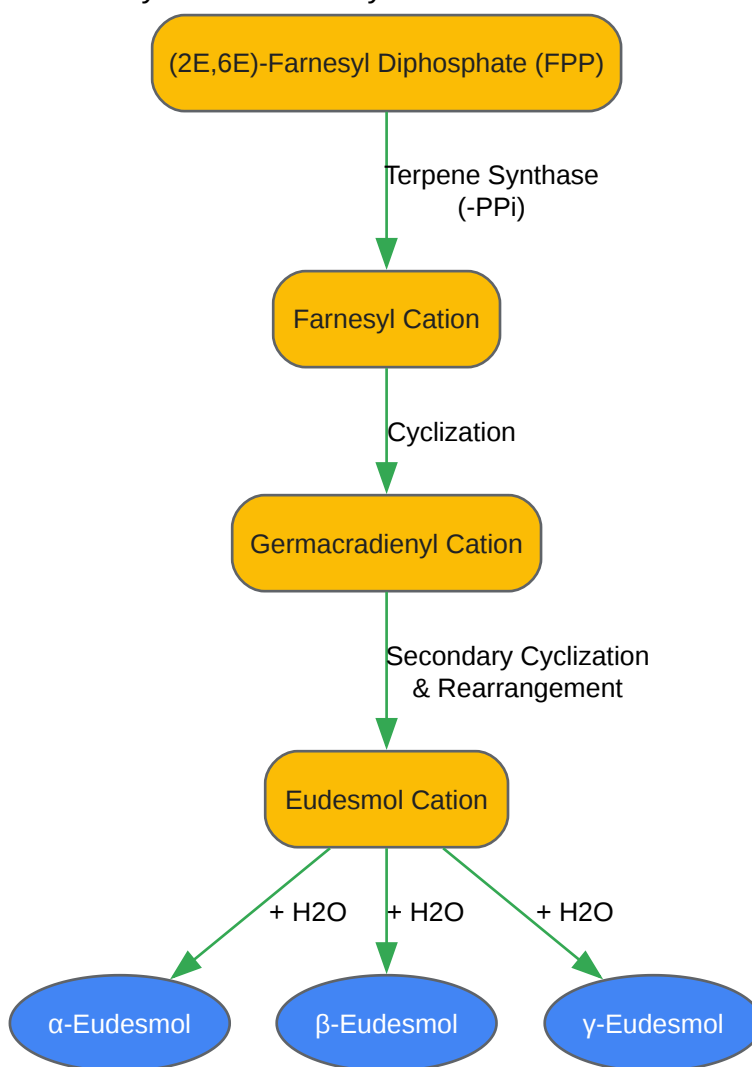 (2E,6E)-Farnesyl Diphosphate (FPP)
Terpene Synthase
(-PPi)
Farnesyl Cation
Cyclization
Germacradienyl Cation
Secondary Cyclization
& Rearrangement
Eudesmol Cation
+ H2O
+ H2O
+ H2O
α-Eudesmol
β-Eudesmol
γ-Eudesmol